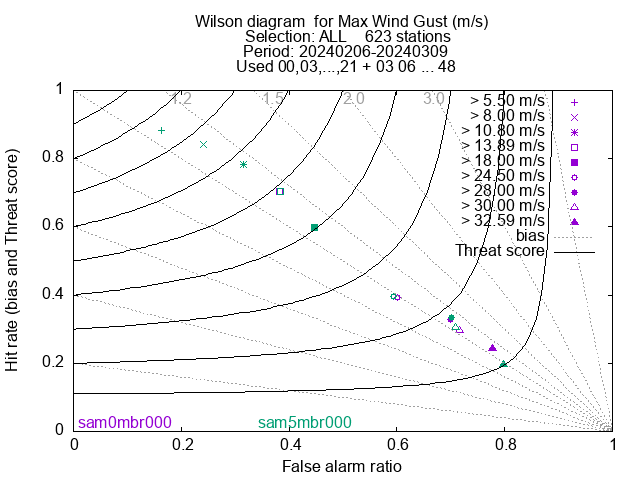 Wilson diagram  for Max Wind Gust (m/s)
Selection: ALL    623 stations
Period: 20240206-20240309
Used 00,03,...,21 + 03 06 ... 48
1.2 1.5 2.0 3.0
> 5.50 m/s
> 8.00 m/s
> 10.80 m/s
> 13.89 m/s
> 18.00 m/s
> 24.50 m/s
> 28.00 m/s
> 30.00 m/s
> 32.59 m/s
bias
Threat score
1
0.8
0.6
0.4
0.2
0
Hit rate (bias and Threat score)
sam0mbr000 sam5mbr000
0 0.2 0.4 0.6 0.8 1
False alarm ratio